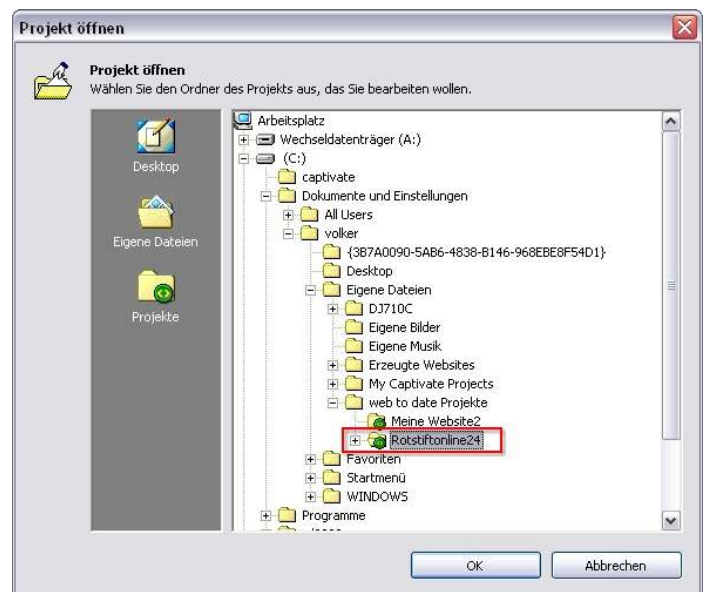 Projekt öffnen
Projekt öffnen
Wählen Sie den Ordner des Projekts aus, das Sie bearbeiten wollen.
Desktop
Eigene Dateien
Projekte
Arbeitsplatz
Wechseldatenträger (A:)
(C:)
captivate
Dokumente und Einstellungen
All Users
volker
{3B7A0090-5AB6-4838-B146-968EBE8F54D1}
Desktop
Eigene Dateien
DJ710C
Eigene Bilder
Eigene Musik
Erzeugte Websites
My Captivate Projects
web to date Projekte
Meine Website2
Rotstiftonline24
Favoriten
Startmenü
WINDOWS
Programme
OK
Abbrechen